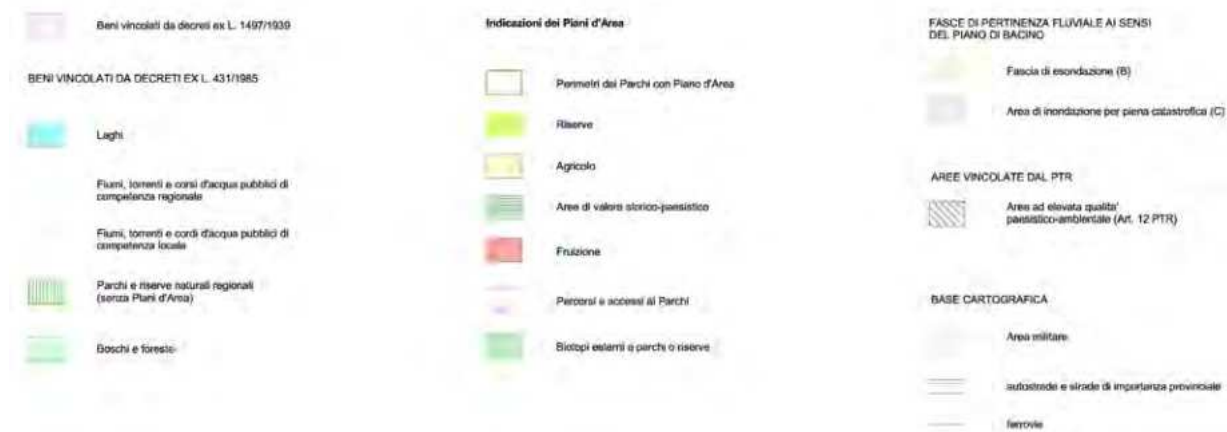 Beni vincolati da decreti ex L. 1497/1939
BENI VINCOLATI DA DECRETI EX L. 431/1985
Laghi
Fiumi, torrenti e corsi d'acqua pubblici di
competenza regionale
Fiumi, torrenti e cordi d'acqua pubblici di
competenza locale
Parchi e riserve naturali regionali
(senza Piani d'Area)
Boschi e foreste
Indicazioni dei Piani d'Area
Perimetri dei Parchi con Piano d'Area
Riserve
Agricolo
Aree di valore storico-paesistico
Fruizione
Percorsi e accessi ai Parchi
Biotopi esterni a parchi o riserve
FASCE DI PERTINENZA FLUVIALE AI SENSI
DEL PIANO DI BACINO
Fascia di esondazione (B)
Area di inondazione per piena catastrofica (C)
AREE VINCOLATE DAL PTR
Area ad elevata qualita'
paesistico-ambientale (Art. 12 PTR)
BASE CARTOGRAFICA
Area militare
autostrade e strade di importanza provinciale
ferrovie